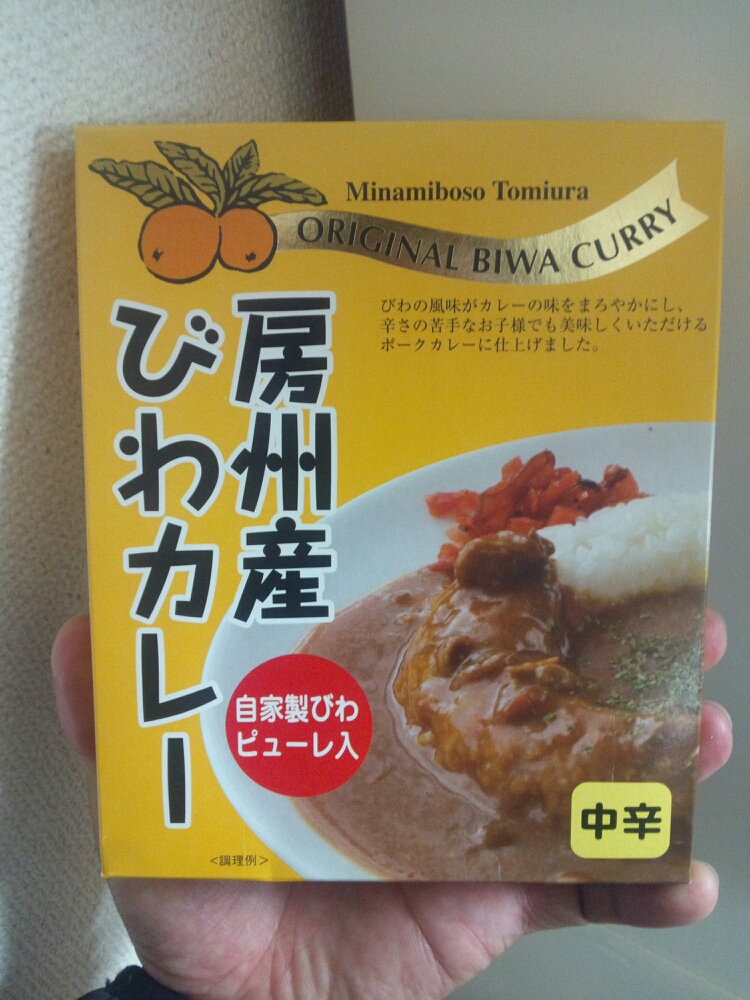 Minamiboso Tomiura
ORIGINAL BIWA CURRY
びわの風味がカレーの味をまろやかにし、
辛さの苦手なお子様でも美味しくいただける
ポークカレーに仕上げました。
房州産
びわカレー
自家製びわ
ピューレ入
中辛
<調理例>